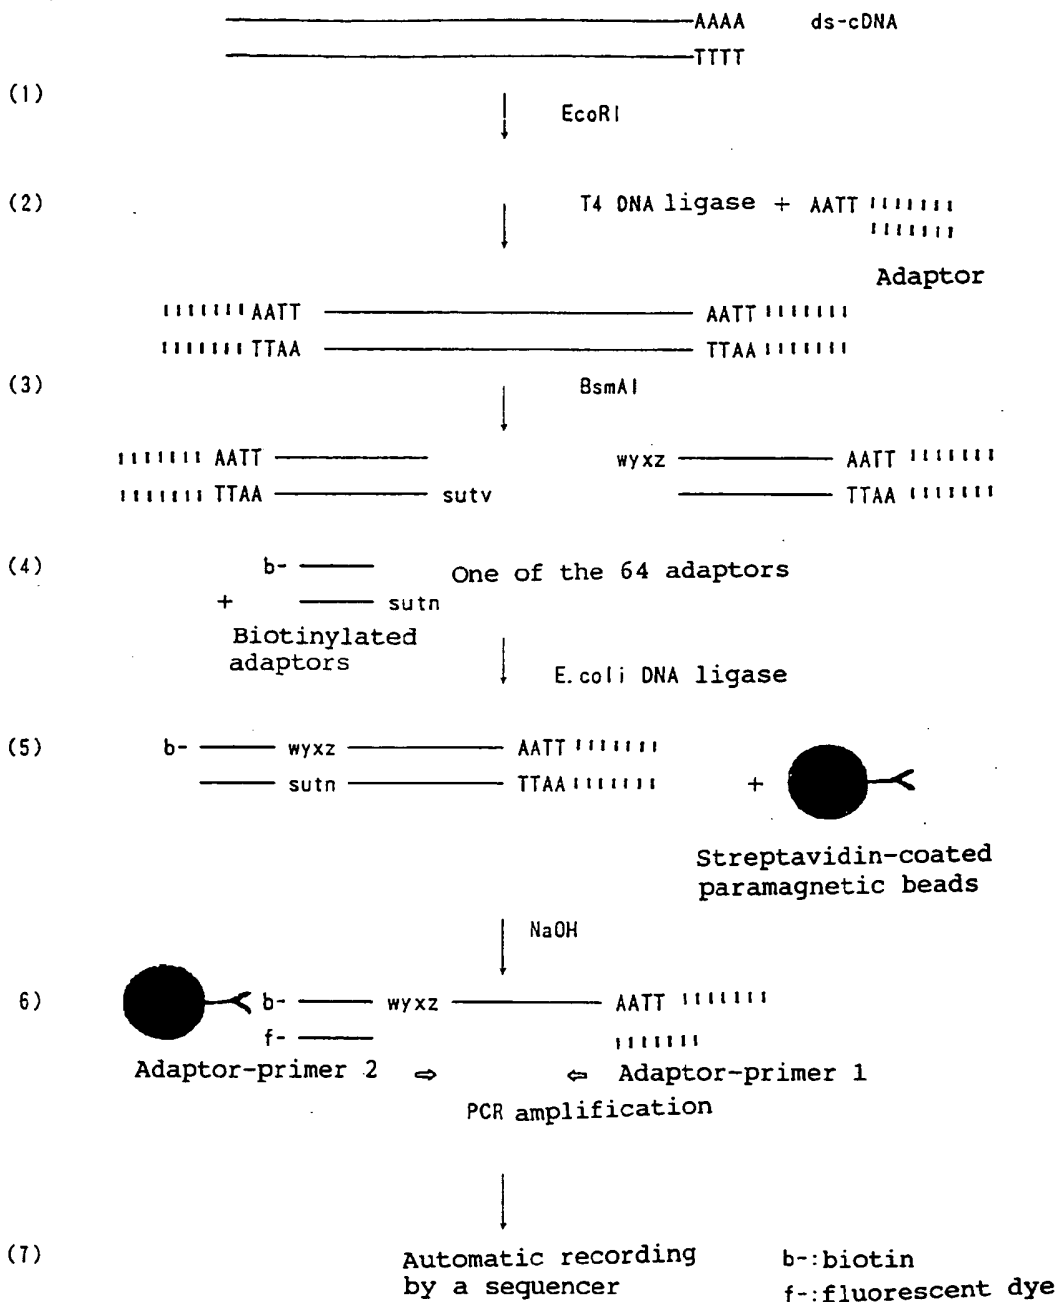 AAAA ds-cDNA
TTTT
(1)
EcoRI
(2) T4 DNA ligase + AATT
Adaptor
AATT AATT
TTAA TTAA
(3) BsmAI
AATT wyxz AATT
TTAA sutv TTAA
(4) b- One of the 64 adaptors
+ sutn
Biotinylated
adaptors
E.coli DNA ligase
(5) b- wyxz AATT
sutn TTAA +
Streptavidin-coated
paramagnetic beads
NaOH
6) b- wyxz AATT
f-
Adaptor-primer 2 ⇨ ⇦ Adaptor-primer 1
PCR amplification
(7) Automatic recording b-:biotin
by a sequencer f-:fluorescent dye